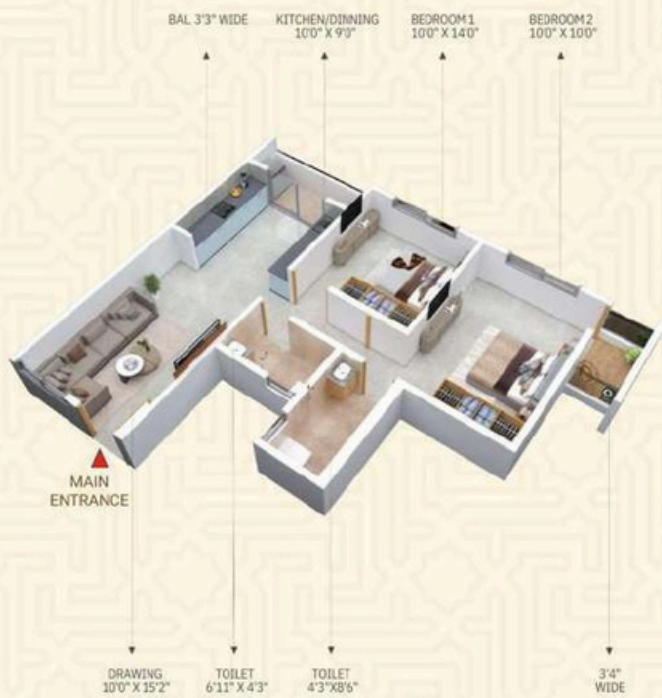 BAL 3'3" WIDE
KITCHEN/DINNING
10'0" X 9'0"
BEDROOM 1
10'0" X 14'0"
BEDROOM 2
10'0" X 10'0"
MAIN
ENTRANCE
DRAWING
10'0" X 15'2"
TOILET
6'11" X 4'3"
TOILET
4'3"X8'6"
3'4"
WIDE